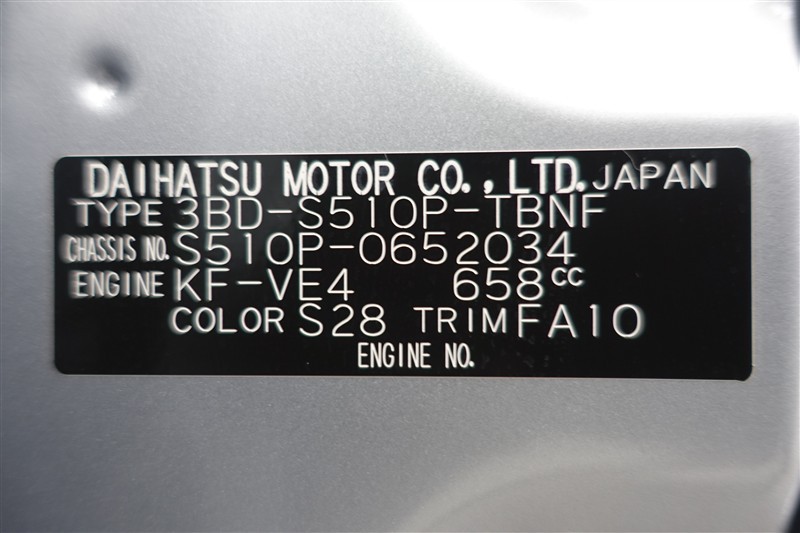 DAIHATSU MOTOR CO., LTD. JAPAN
TYPE 3BD-S510P-TBNF
CHASSIS NO. S510P-0652034
ENGINE KF-VE4 658cc
COLOR S28 TRIM FA10
ENGINE NO.